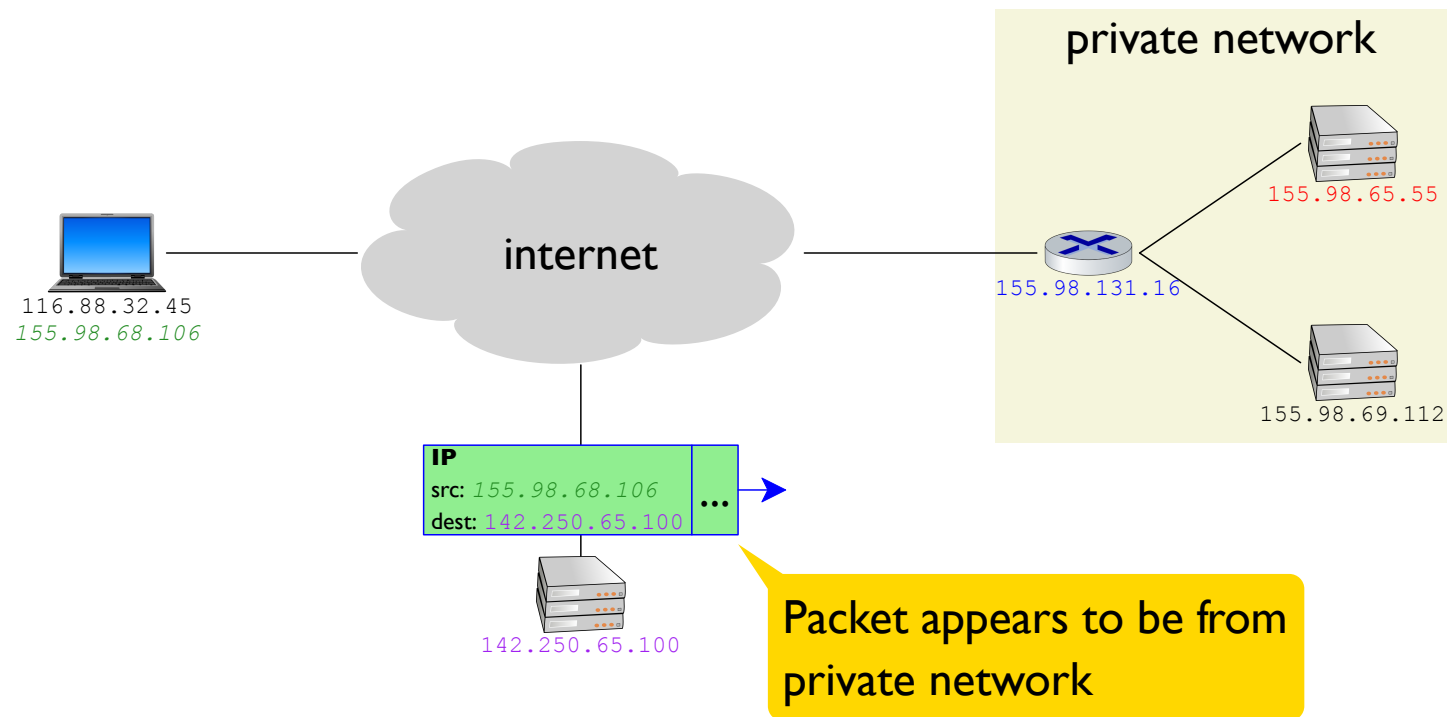 private network
155.98.65.55
internet
155.98.131.16
116.88.32.45
155.98.68.106
155.98.69.112
IP
src: 155.98.68.106
dest: 142.250.65.100
...
142.250.65.100
Packet appears to be from
private network